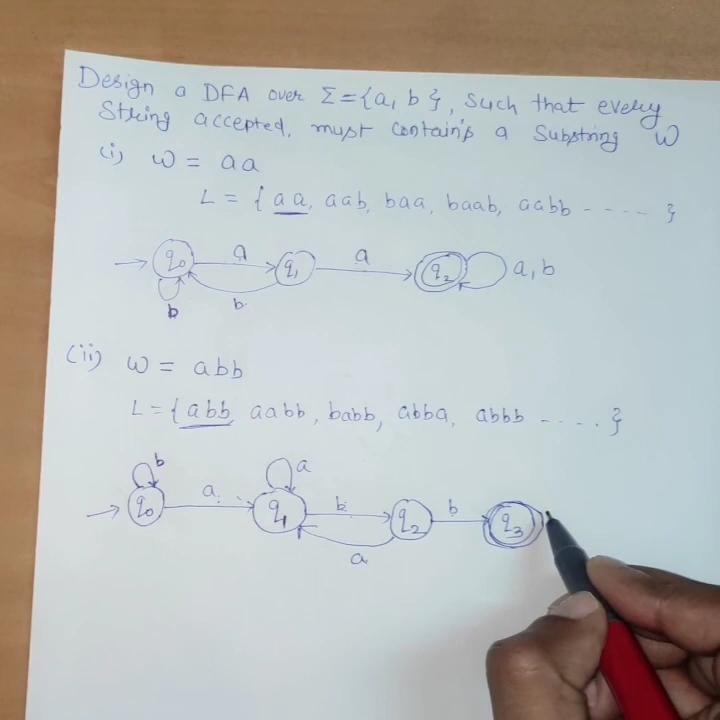 Design a DFA over Σ={a, b}, such that every
String accepted, must contain's a substring w
(i) w = aa
L = { aa, aab, baa, baab, aabb ----- }
q0 a q1 a q2 a, b
b b
(ii) w = abb
L = { abb, aabb, babb, abba, abbb ----. }
b a
q0 a q1 b q2 b q3
a